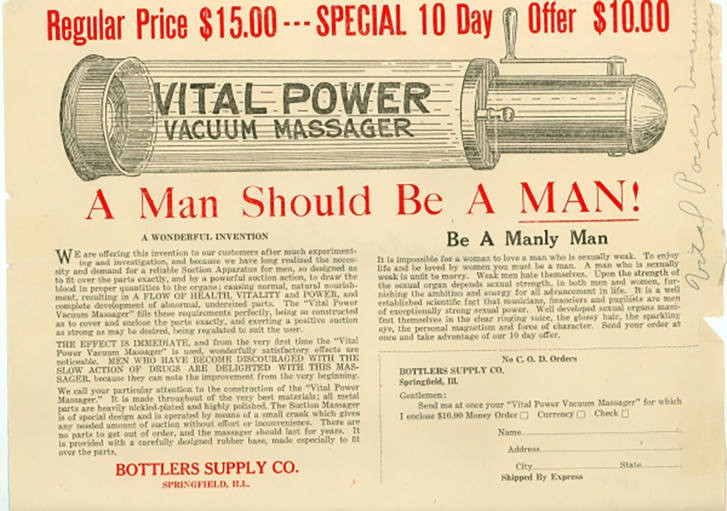 Regular Price $15.00 --- SPECIAL 10 Day Offer $10.00
VITAL POWER
VACUUM MASSAGER
A Man Should Be A MAN!
A WONDERFUL INVENTION
WE are offering this invention to our customers after much experiment-
ing and investigation, and because we have long realized the neces-
sity and demand for a reliable Suction Apparatus for men, so designed as
to fit over the parts exactly, and by a powerful suction action, to draw the
blood in proper quantities to the organs; causing normal, natural nourish-
ment, resulting in A FLOW OF HEALTH, VITALITY and POWER, and
complete development of abnormal, undersized parts. The "Vital Power
Vacuum Massager" fills these requirements perfectly, being so constructed
as to cover and enclose the parts exactly, and exerting a positive suction
as strong as may be desired, being regulated to suit the user.
THE EFFECT IS IMMEDIATE, and from the very first time the "Vital
Power Vacuum Massager" is used, wonderfully satisfactory effects are
noticeable. MEN WHO HAVE BECOME DISCOURAGED WITH THE
SLOW ACTION OF DRUGS ARE DELIGHTED WITH THIS MAS-
SAGER, because they can note the improvement from the very beginning.
We call your particular attention to the construction of the "Vital Power
Massager." It is made throughout of the very best materials; all metal
parts are heavily nickled-plated and highly polished. The Suction Massager
is of special design and is operated by means of a small crank which gives
any needed amount of suction without effort or inconvenience. There are
no parts to get out of order, and the massager should last for years. It
is provided with a carefully designed rubber base, made especially to fit
over the parts.
BOTTLERS SUPPLY CO.
SPRINGFIELD, ILL.
Be A Manly Man
It is impossible for a woman to love a man who is sexually weak. To enjoy
life and be loved by women you must be a man. A man who is sexually
weak is unfit to marry. Weak men hate themselves. Upon the strength of
the sexual organ depends sexual strength, in both men and women, fur-
nishing the ambition and energy for all advancement in life. It is a well
established scientific fact that musicians, financiers and pugilists are men
of exceptionally strong sexual power. Well developed sexual organs mani-
fest themselves in the clear ringing voice, the glossy hair, the sparkling
eye, the personal magnetism and force of character. Send your order at
once and take advantage of our 10 day offer.
No C. O. D. Orders
BOTTLERS SUPPLY CO.
Springfield, Ill.
Gentlemen:
Send me at once your "Vital Power Vacuum Massager" for which
I enclose $10.00 Money Order □ Currency □ Check □
Name
Address
City State
Shipped By Express
Vital Power Vacuum